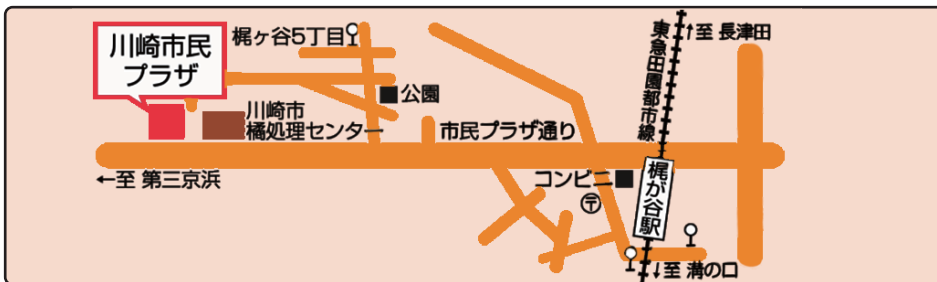 川崎市民
プラザ
梶ヶ谷5丁目
公園
川崎市
橘処理センター
市民プラザ通り
←至 第三京浜
コンビニ
〒
東急田園都市線
↑至 長津田
梶が谷駅
↓至 溝の口